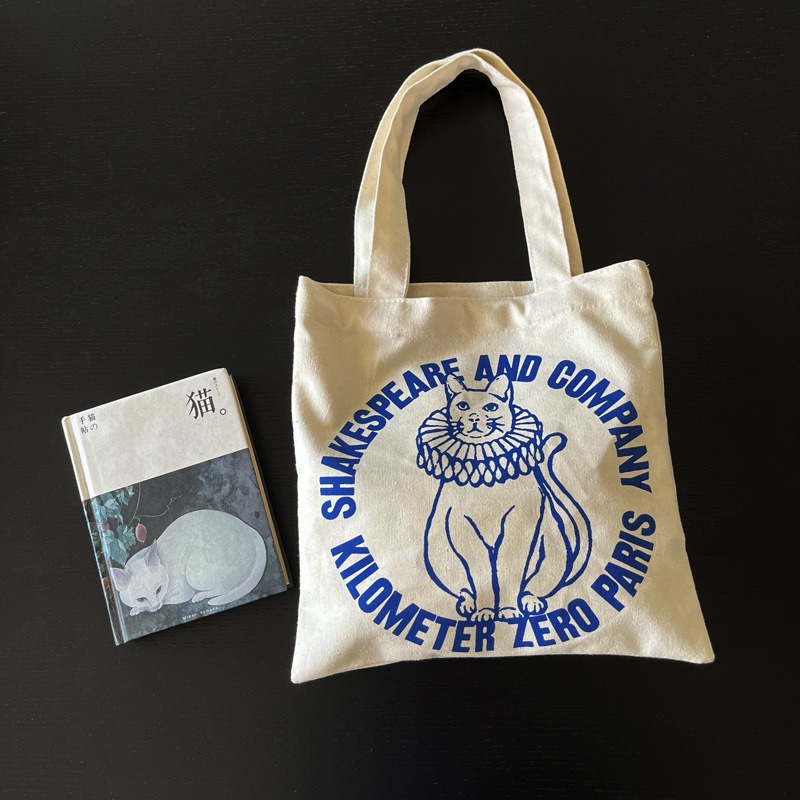 猫。
猫の
手帖
SHAKESPEARE AND COMPANY
KILOMETER ZERO PARIS